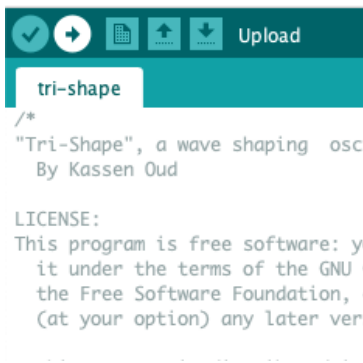 Upload
tri-shape
/*
"Tri-Shape", a wave shaping  osc
By Kassen Oud
LICENSE:
This program is free software: y
it under the terms of the GNU
the Free Software Foundation,
(at your option) any later ver